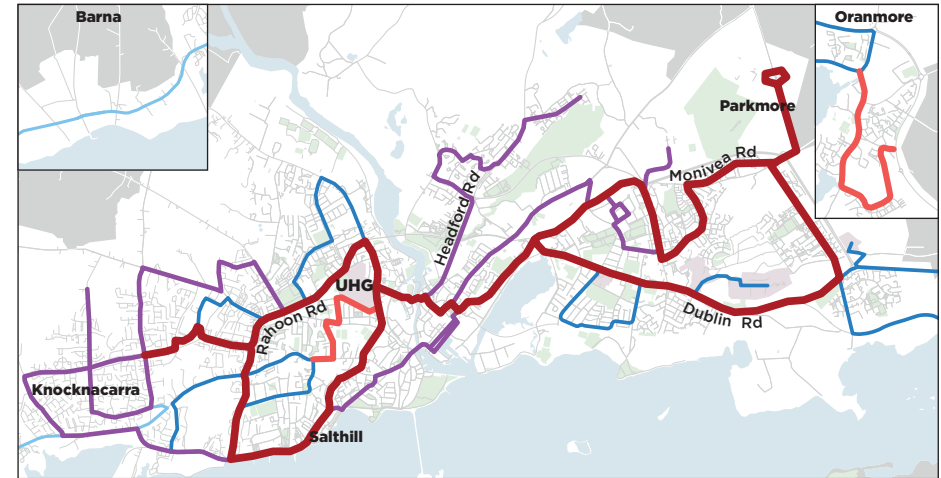 Barna
Oranmore
Parkmore
Monivea Rd
Headford Rd
UHG
Rahoon Rd
Dublin Rd
Knocknacarra
Salthill